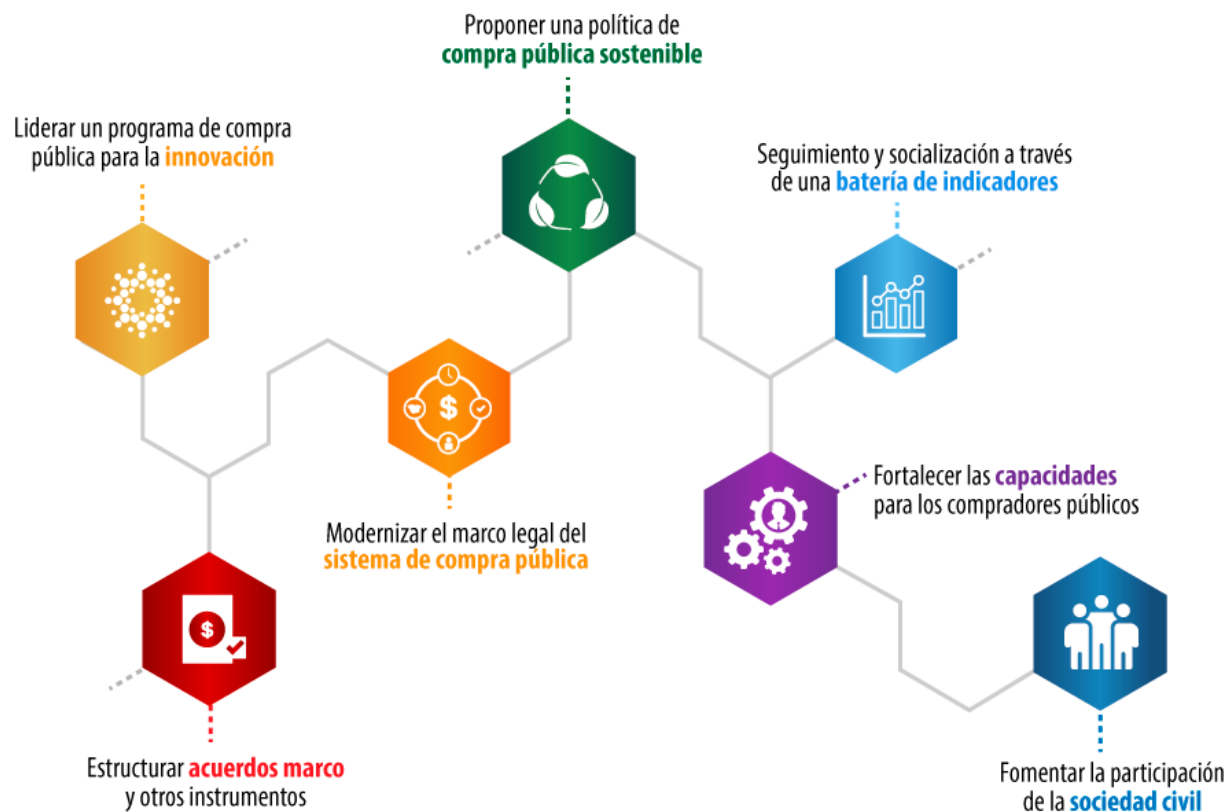 Proponer una política de
compra pública sostenible
Liderar un programa de compra
pública para la innovación
Seguimiento y socialización a través
de una batería de indicadores
$
Modernizar el marco legal del
sistema de compra pública
Fortalecer las capacidades
para los compradores públicos
$
Estructurar acuerdos marco
y otros instrumentos
Fomentar la participación
de la sociedad civil